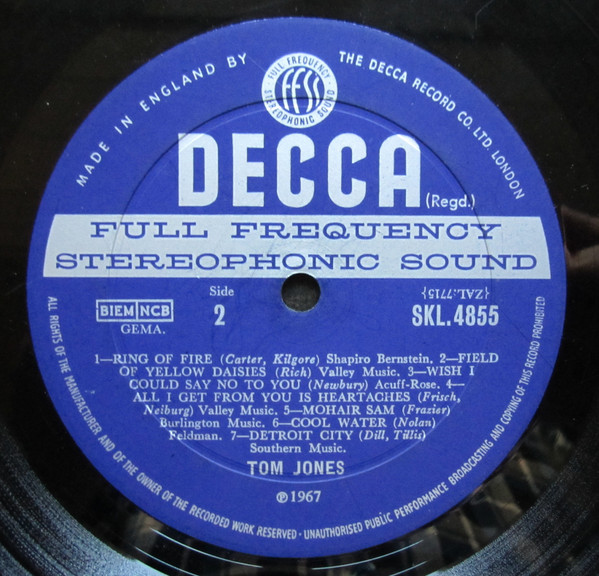 MADE IN ENGLAND BY THE DECCA RECORD CO. LTD. LONDON
FULL FREQUENCY · STEREOPHONIC SOUND
FFSS
DECCA (Regd.)
FULL FREQUENCY
STEREOPHONIC SOUND
BIEM NCB
GEMA.
Side
2
{ZAL.7715}
SKL.4855
1—RING OF FIRE (Carter, Kilgore) Shapiro Bernstein. 2—FIELD
OF YELLOW DAISIES (Rich) Valley Music. 3—WISH I
COULD SAY NO TO YOU (Newbury) Acuff-Rose. 4—
ALL I GET FROM YOU IS HEARTACHES (Frisch,
Neiburg) Valley Music. 5—MOHAIR SAM (Frazier)
Burlington Music. 6—COOL WATER (Nolan)
Feldman. 7—DETROIT CITY (Dill, Tillis)
Southern Music.
TOM JONES
℗1967
ALL RIGHTS OF THE MANUFACTURER AND OF THE OWNER OF THE RECORDED WORK RESERVED · UNAUTHORISED PUBLIC PERFORMANCE BROADCASTING AND COPYING OF THIS RECORD PROHIBITED